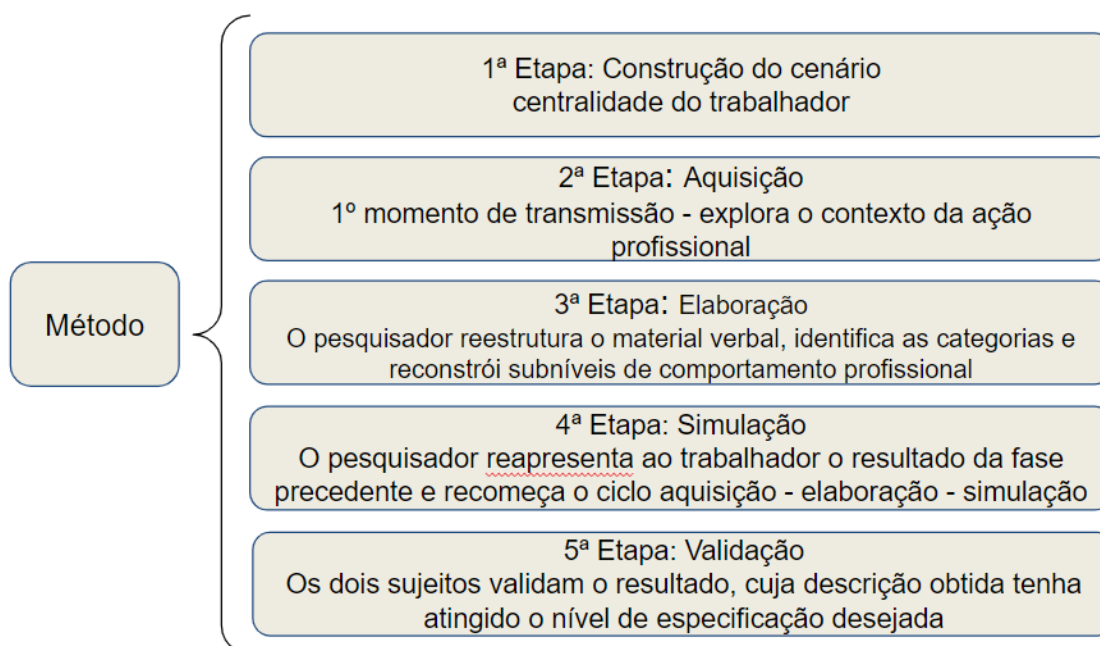 Método
1ª Etapa: Construção do cenário
centralidade do trabalhador
2ª Etapa: Aquisição
1º momento de transmissão - explora o contexto da ação
profissional
3ª Etapa: Elaboração
O pesquisador reestrutura o material verbal, identifica as categorias e
reconstrói subníveis de comportamento profissional
4ª Etapa: Simulação
O pesquisador reapresenta ao trabalhador o resultado da fase
precedente e recomeça o ciclo aquisição - elaboração - simulação
5ª Etapa: Validação
Os dois sujeitos validam o resultado, cuja descrição obtida tenha
atingido o nível de especificação desejada